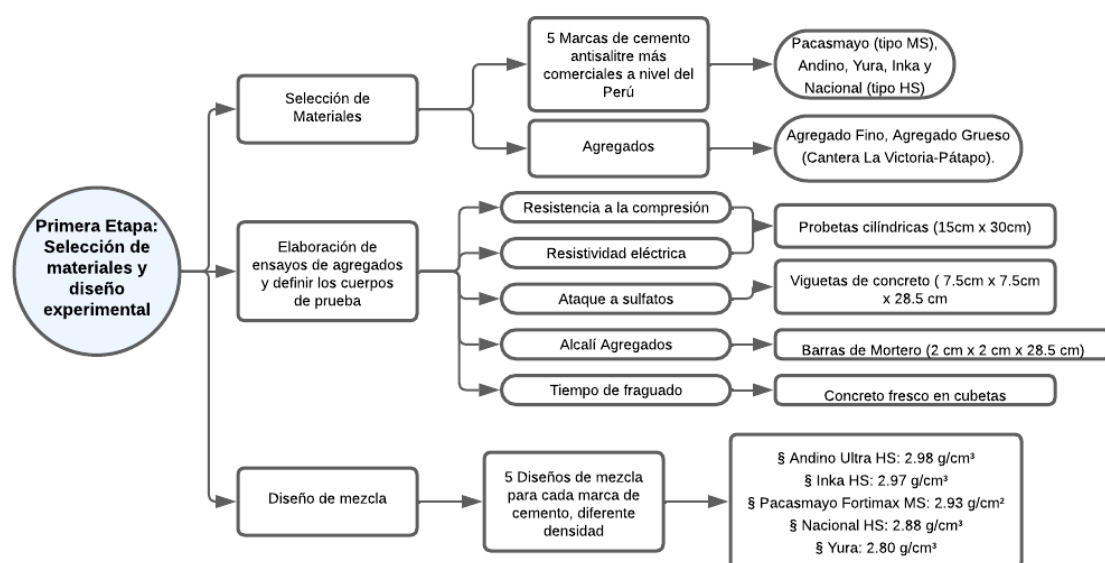 Primera Etapa:
Selección de
materiales y
diseño
experimental
Selección de
Materiales
5 Marcas de cemento
antisalitre más
comerciales a nivel del
Perú
Pacasmayo (tipo MS),
Andino, Yura, Inka y
Nacional (tipo HS)
Agregados
Agregado Fino, Agregado Grueso
(Cantera La Victoria-Pátapo).
Elaboración de
ensayos de agregados
y definir los cuerpos
de prueba
Resistencia a la compresión
Resistividad eléctrica
Probetas cilíndricas (15cm x 30cm)
Ataque a sulfatos
Viguetas de concreto ( 7.5cm x 7.5cm
x 28.5 cm
Alcalí Agregados
Barras de Mortero (2 cm x 2 cm x 28.5 cm)
Tiempo de fraguado
Concreto fresco en cubetas
Diseño de mezcla
5 Diseños de mezcla
para cada marca de
cemento, diferente
densidad
§ Andino Ultra HS: 2.98 g/cm³
§ Inka HS: 2.97 g/cm³
§ Pacasmayo Fortimax MS: 2.93 g/cm²
§ Nacional HS: 2.88 g/cm³
§ Yura: 2.80 g/cm³